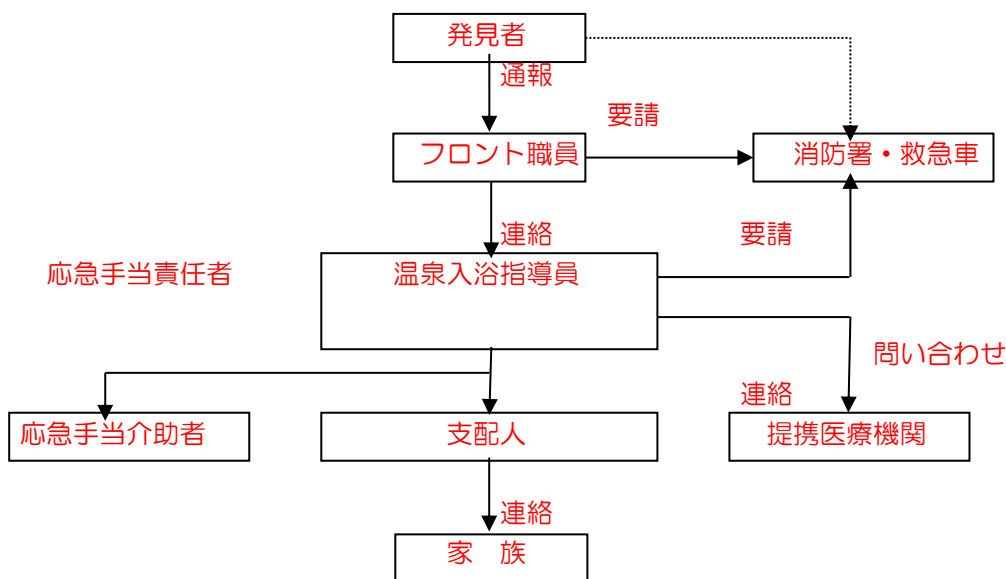 発見者
通報
要請
フロント職員
消防署・救急車
連絡
要請
応急手当責任者
温泉入浴指導員
問い合わせ
連絡
応急手当介助者
支配人
提携医療機関
連絡
家　族